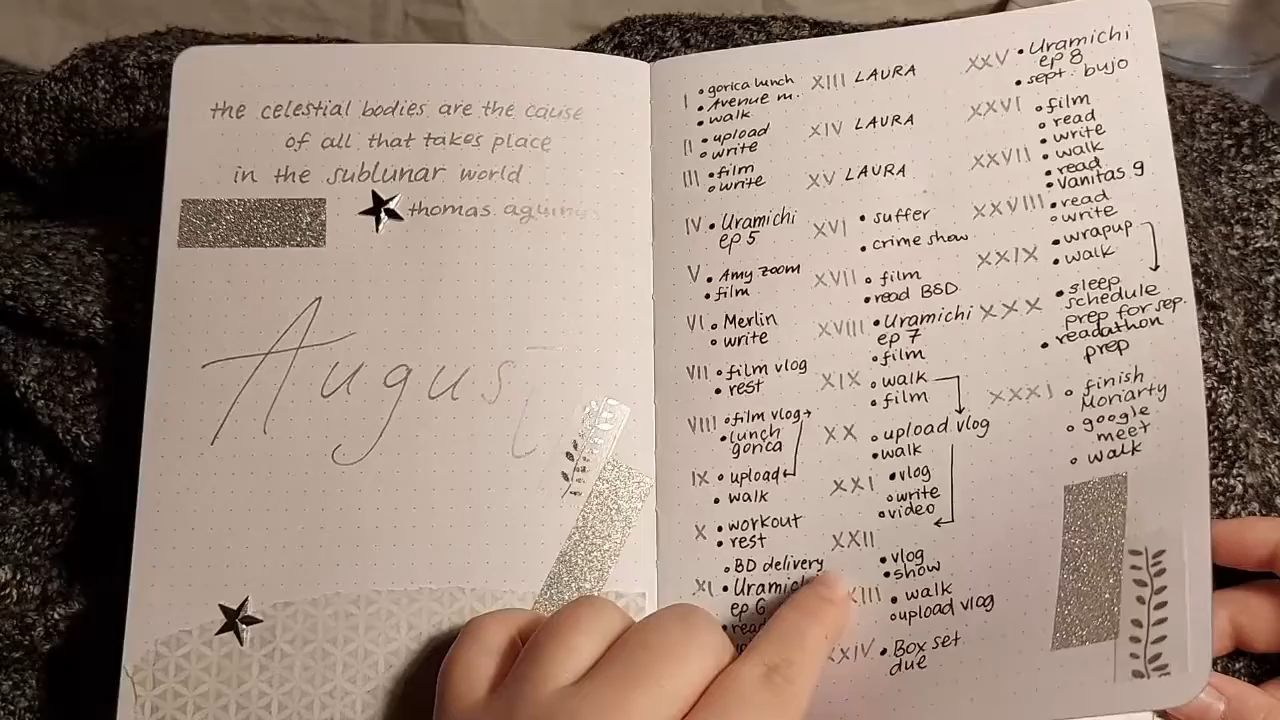 the celestial bodies are the cause
of all that takes place
in the sublunar world
thomas aquinas
August
I • gorica lunch
• Avenue m.
• walk
II • upload
• write
III • film
• write
IV • Uramichi
ep 5
V • Amy zoom
• film
VI • Merlin
• write
VII • film vlog
• rest
VIII • film vlog →
• lunch
gorica
IX • upload ←
• walk
X • workout
• rest
• BD delivery
XI • Uramichi
ep 6
• read
XIII LAURA
XIV LAURA
XV LAURA
XVI • suffer
• crime show
XVII • film
• read BSD
XVIII • Uramichi
ep 7
• film
XIX • walk
• film
XX • upload vlog
• walk
XXI • vlog
• write
• video
XXII
• vlog
• show
XIII • walk
• upload vlog
XXIV • Box set
due
XXV • Uramichi
ep 8
• sept. bujo
XXVI • film
• read
• write
XXVII • walk
• read
• Vanitas 9
XXVIII • read
• write
• wrapup
XXIX • walk
XXX • sleep
schedule
prep for sep.
• readathon
prep
XXXI • finish
Moriarty
• google
meet
• walk